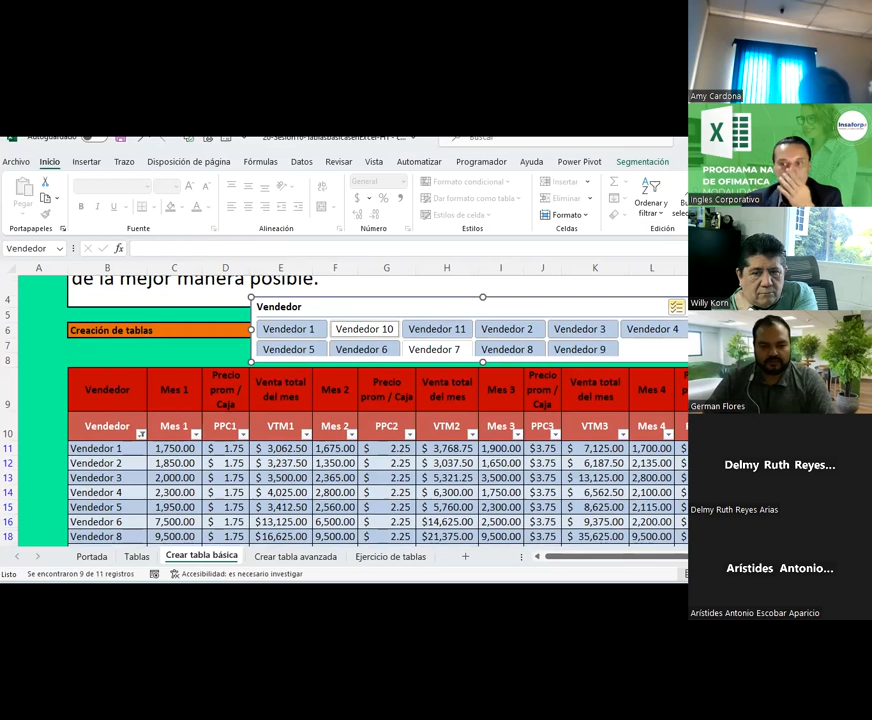 Autoguardado
20-Sesion10-TablasbasicasenExcel-H1 - C...
Buscar
Archivo Inicio Insertar Trazo Disposición de página Fórmulas Datos Revisar Vista Automatizar Programador Ayuda Power Pivot Segmentación
Pegar
General
Formato condicional
Dar formato como tabla
Estilos de celda
Insertar
Eliminar
Formato
Ordenar y
filtrar
Portapapeles Fuente Alineación Número Estilos Celdas Edición
Vendedor
fx
A B C D E F G H I J K L
4 de la mejor manera posible.
5 Vendedor
6 Creación de tablas Vendedor 1 Vendedor 10 Vendedor 11 Vendedor 2 Vendedor 3 Vendedor 4
7 Vendedor 5 Vendedor 6 Vendedor 7 Vendedor 8 Vendedor 9
8
9 Vendedor Mes 1 Precio prom / Caja Venta total del mes Mes 2 Precio prom / Caja Venta total del mes Mes 3 Precio prom / Caja Venta total del mes Mes 4
10 Vendedor Mes 1 PPC1 VTM1 Mes 2 PPC2 VTM2 Mes 3 PPC3 VTM3 Mes 4
11 Vendedor 1 1,750.00 $ 1.75 $ 3,062.50 1,675.00 $ 2.25 $ 3,768.75 1,900.00 $3.75 $ 7,125.00 1,700.00 $
12 Vendedor 2 1,850.00 $ 1.75 $ 3,237.50 1,350.00 $ 2.25 $ 3,037.50 1,650.00 $3.75 $ 6,187.50 2,135.00 $
13 Vendedor 3 2,000.00 $ 1.75 $ 3,500.00 2,365.00 $ 2.25 $ 5,321.25 3,500.00 $3.75 $ 13,125.00 2,800.00 $
14 Vendedor 4 2,300.00 $ 1.75 $ 4,025.00 2,800.00 $ 2.25 $ 6,300.00 1,750.00 $3.75 $ 6,562.50 2,100.00 $
15 Vendedor 5 1,950.00 $ 1.75 $ 3,412.50 2,560.00 $ 2.25 $ 5,760.00 2,300.00 $3.75 $ 8,625.00 2,115.00 $
16 Vendedor 6 7,500.00 $ 1.75 $13,125.00 6,500.00 $ 2.25 $14,625.00 2,500.00 $3.75 $ 9,375.00 2,200.00 $
18 Vendedor 8 9,500.00 $ 1.75 $16,625.00 9,500.00 $ 2.25 $21,375.00 9,500.00 $3.75 $ 35,625.00 9,500.00 $
Portada Tablas Crear tabla básica Crear tabla avanzada Ejercicio de tablas
Listo Se encontraron 9 de 11 registros Accesibilidad: es necesario investigar
Amy Cardona
X
Insaforp
PROGRAMA NA
DE OFIMÁTICA
Ingles Corporativo
Willy Korn
German Flores
Delmy Ruth Reyes...
Delmy Ruth Reyes Arias
Arístides Antonio...
Arístides Antonio Escobar Aparicio